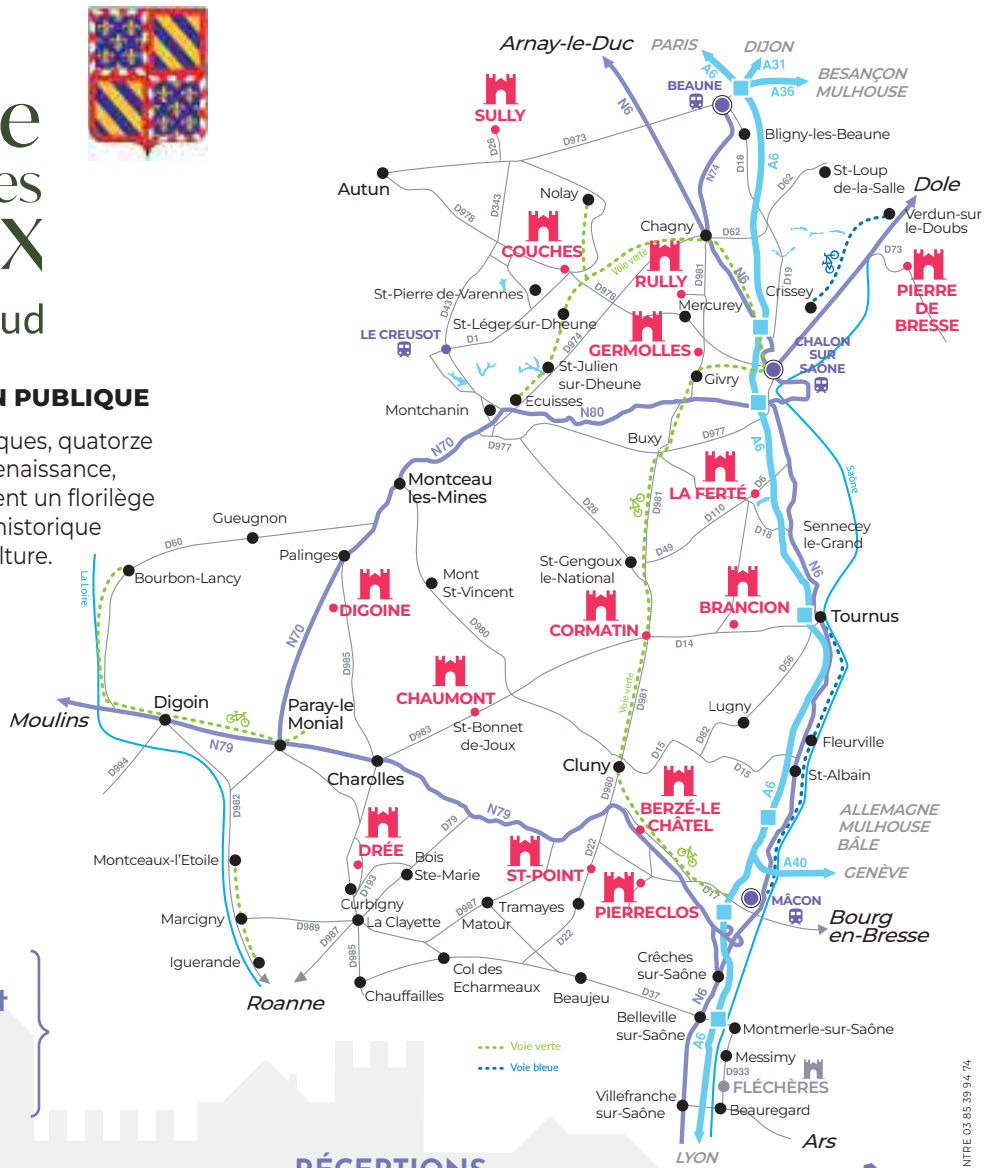 e
es
X
ud
N PUBLIQUE
ques, quatorze
enaissance,
ent un florilège
historique
lture.
t
Arnay-le-Duc
PARIS
DIJON
A6
A31
A36
BESANÇON
MULHOUSE
BEAUNE
SULLY
N6
D26
D973
Bligny-les-Beaune
D18
A6
N74
D62
St-Loup
de-la-Salle
Dole
Autun
Nolay
D343
D978
Chagny
D62
Verdun-sur
le-Doubs
COUCHES
Voie verte
RULLY
D981
N6
D19
D73
PIERRE
DE
BRESSE
St-Pierre de-Varennes
D978
Mercurey
Crissey
D43
St-Léger sur-Dheune
LE CREUSOT
D1
D974
GERMOLLES
CHALON
SUR
SAÔNE
St-Julien
sur-Dheune
Givry
Ecuisses
Montchanin
N80
N70
D977
Buxy
D977
A6
Montceau
les-Mines
LA FERTÉ
D6
Saône
D981
D28
D110
D18
Sennecey
le-Grand
Gueugnon
D60
Palinges
D49
St-Gengoux
le-National
N6
La Loire
Bourbon-Lancy
Mont
St-Vincent
DIGOINE
BRANCION
CORMATIN
Tournus
N70
D980
D14
D985
D56
CHAUMONT
Voie verte
D981
Digoin
Paray-le
Monial
Moulins
St-Bonnet
de-Joux
D983
Lugny
D82
D15
Fleurville
N79
D994
Charolles
Cluny
D15
St-Albain
D982
D980
A6
BERZÉ-LE
CHÂTEL
ALLEMAGNE
MULHOUSE
BÂLE
D79
N79
DRÉE
D22
Montceaux-l'Etoile
Bois
Ste-Marie
ST-POINT
A40
GENÈVE
D193
Curbigny
D17
PIERRECLOS
MÂCON
Marcigny
D989
La Clayette
D987
D987
Matour
Tramayes
Bourg
en-Bresse
Iguerande
D985
D22
Crêches
sur-Saône
Roanne
Chauffailles
Col des
Echarmeaux
Beaujeu
D37
N6
Belleville
sur-Saône
A6
Montmerle-sur-Saône
Voie verte
Voie bleue
Messimy
D933
FLÉCHÈRES
Villefranche
sur-Saône
Beauregard
Ars
LYON
RÉCEPTIONS
NTRE 03 85 39 94 74